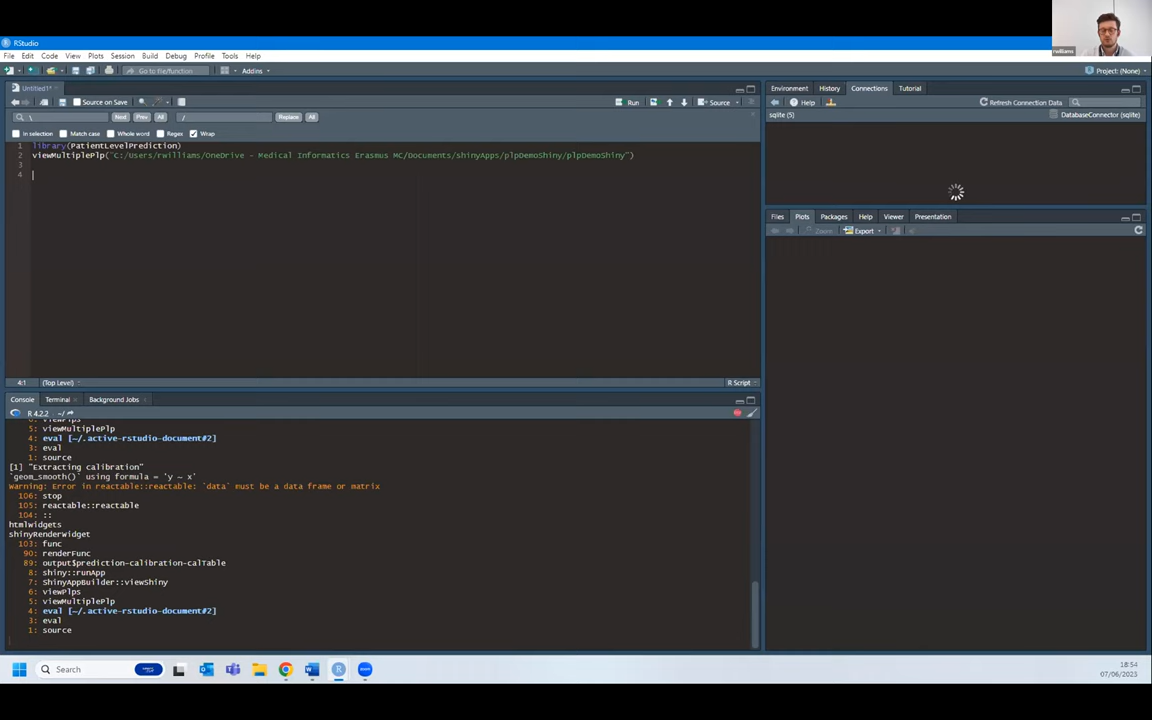 rwilliams
RStudio
File Edit Code View Plots Session Build Debug Profile Tools Help
Go to file/function Addins Project: (None)
Untitled1*
Source on Save Run Source
\ Next Prev All / Replace All
In selection Match case Whole word Regex Wrap
1 library(PatientLevelPrediction)
2 viewMultiplePlp("C:/Users/rwilliams/OneDrive - Medical Informatics Erasmus MC/Documents/shinyApps/plpDemoShiny/plpDemoShiny")
3
4
4:1 (Top Level) R Script
Console Terminal Background Jobs
R 4.2.2 ~/
6: viewPlps
5: viewMultiplePlp
4: eval [~/.active-rstudio-document#2]
3: eval
1: source
[1] "Extracting calibration"
`geom_smooth()` using formula = 'y ~ x'
Warning: Error in reactable::reactable: `data` must be a data frame or matrix
106: stop
105: reactable::reactable
104: ::
htmlwidgets
shinyRenderWidget
103: func
90: renderFunc
89: output$prediction-calibration-calTable
8: shiny::runApp
7: ShinyAppBuilder::viewShiny
6: viewPlps
5: viewMultiplePlp
4: eval [~/.active-rstudio-document#2]
3: eval
1: source
Environment History Connections Tutorial
Help Refresh Connection Data
sqlite (5) DatabaseConnector (sqlite)
Files Plots Packages Help Viewer Presentation
Zoom Export
Search
18:54
07/06/2023